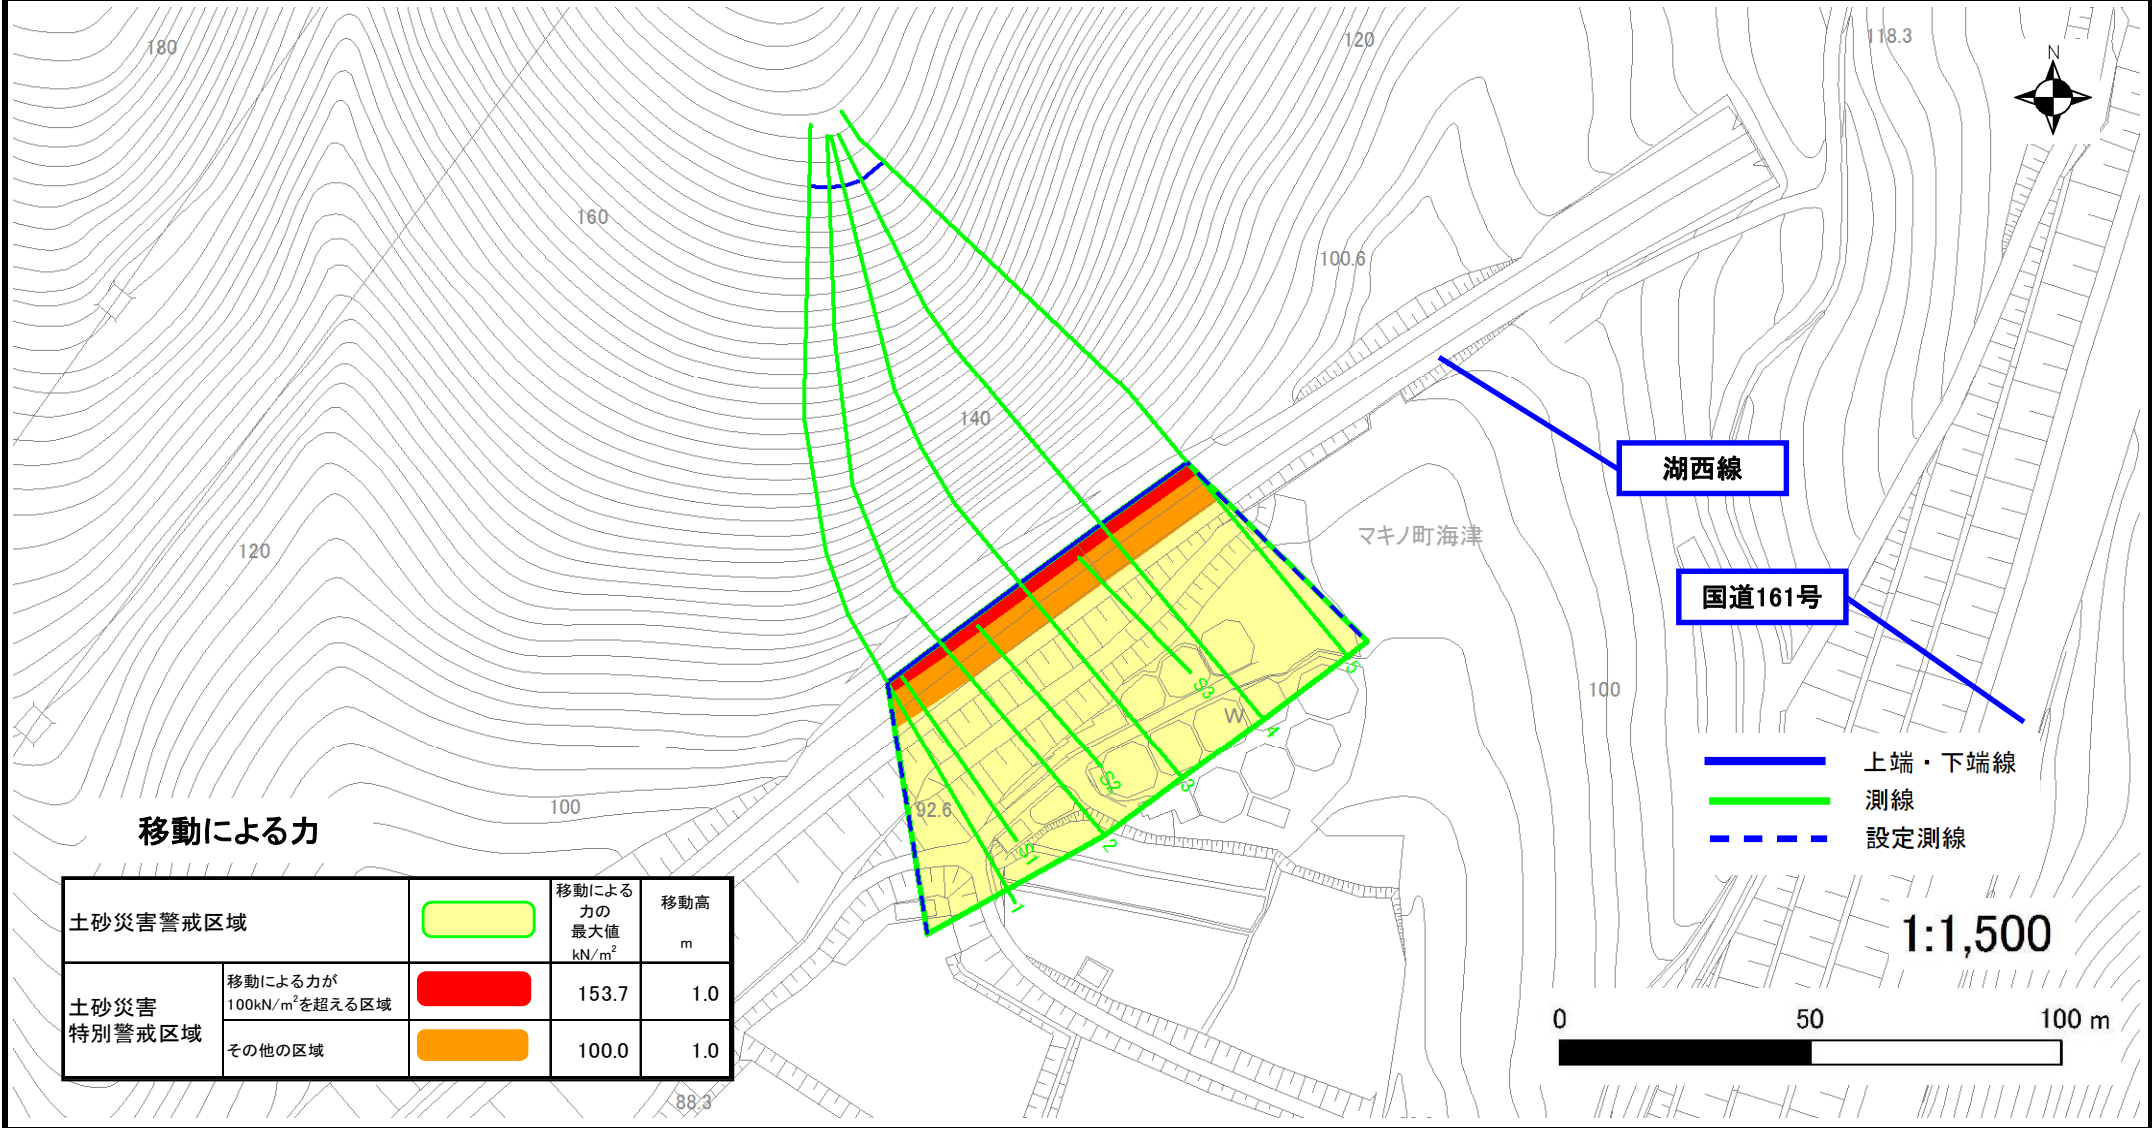 180
120
118.3
N
160
100.6
140
湖西線
マキノ町海津
120
国道161号
100
S3
5
W
4
S2
3
上端・下端線
測線
設定測線
100
92.6
S1
2
1
移動による力
土砂災害警戒区域
移動による
力の
最大値
kN/m²
移動高
m
土砂災害
特別警戒区域
移動による力が
100kN/m²を超える区域
153.7
1.0
その他の区域
100.0
1.0
1:1,500
0
50
100 m
88.3